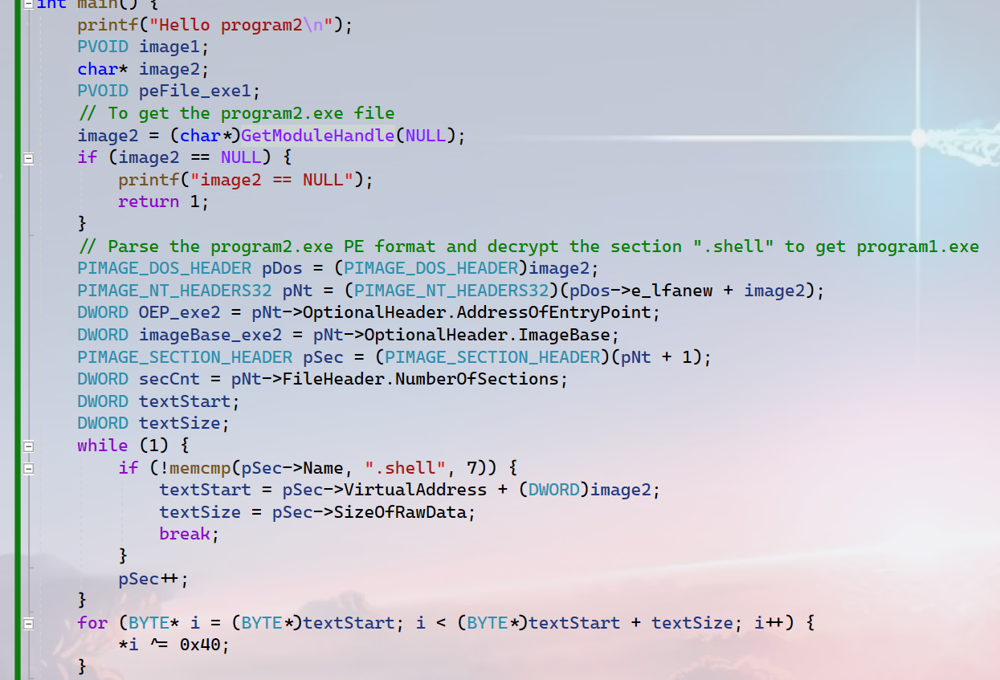 int main() {
printf("Hello program2\n");
PVOID image1;
char* image2;
PVOID peFile_exe1;
// To get the program2.exe file
image2 = (char*)GetModuleHandle(NULL);
if (image2 == NULL) {
printf("image2 == NULL");
return 1;
}
// Parse the program2.exe PE format and decrypt the section ".shell" to get program1.exe
PIMAGE_DOS_HEADER pDos = (PIMAGE_DOS_HEADER)image2;
PIMAGE_NT_HEADERS32 pNt = (PIMAGE_NT_HEADERS32)(pDos->e_lfanew + image2);
DWORD OEP_exe2 = pNt->OptionalHeader.AddressOfEntryPoint;
DWORD imageBase_exe2 = pNt->OptionalHeader.ImageBase;
PIMAGE_SECTION_HEADER pSec = (PIMAGE_SECTION_HEADER)(pNt + 1);
DWORD secCnt = pNt->FileHeader.NumberOfSections;
DWORD textStart;
DWORD textSize;
while (1) {
if (!memcmp(pSec->Name, ".shell", 7)) {
textStart = pSec->VirtualAddress + (DWORD)image2;
textSize = pSec->SizeOfRawData;
break;
}
pSec++;
}
for (BYTE* i = (BYTE*)textStart; i < (BYTE*)textStart + textSize; i++) {
*i ^= 0x40;
}